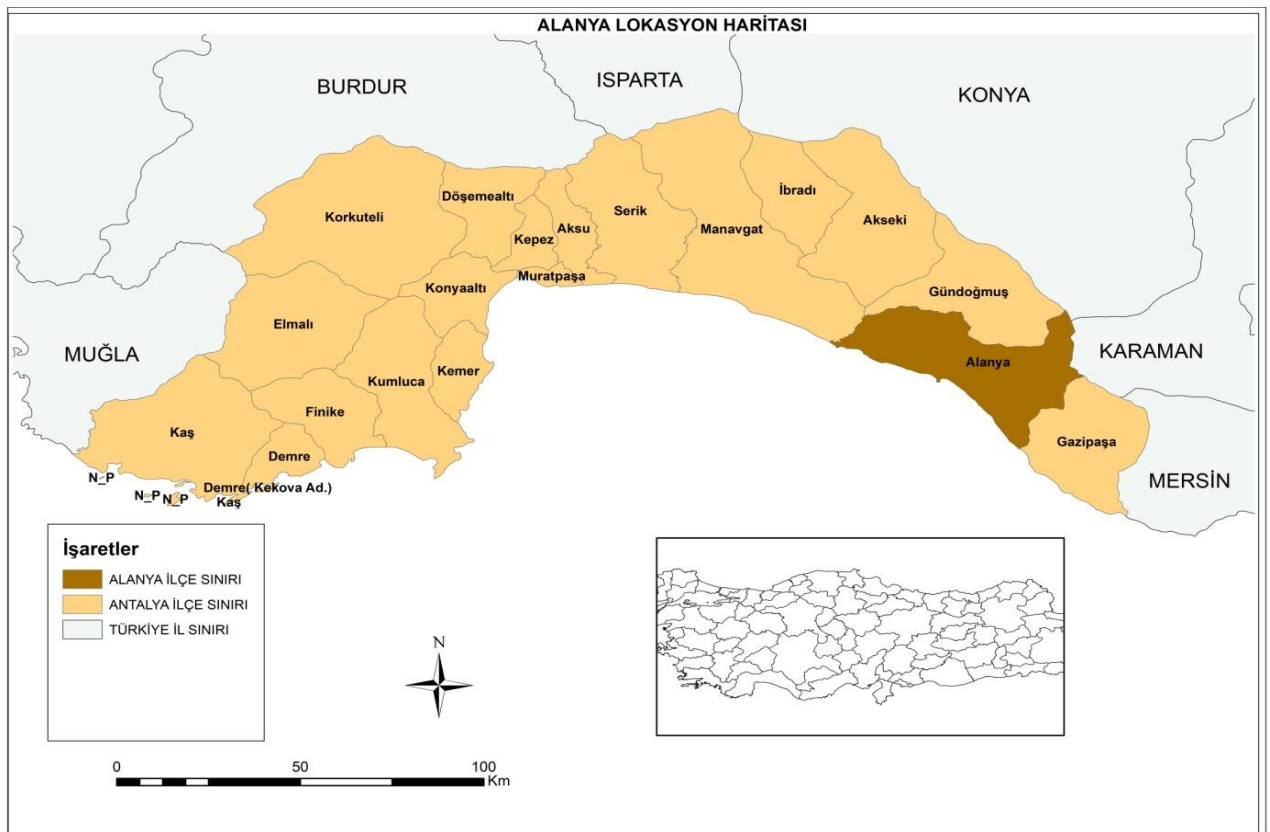 ALANYA LOKASYON HARİTASI
BURDUR
ISPARTA
KONYA
Korkuteli
Döşemealtı
Kepez
Aksu
Serik
Manavgat
İbradı
Akseki
Muratpaşa
Konyaaltı
Gündoğmuş
Elmalı
MUĞLA
Kumluca
Kemer
Alanya
KARAMAN
Kaş
Finike
Demre
Gazipaşa
MERSİN
N_P
N_P
N_P
Demre( Kekova Ad.)
Kaş
İşaretler
ALANYA İLÇE SINIRI
ANTALYA İLÇE SINIRI
TÜRKİYE İL SINIRI
N
0 50 100
Km